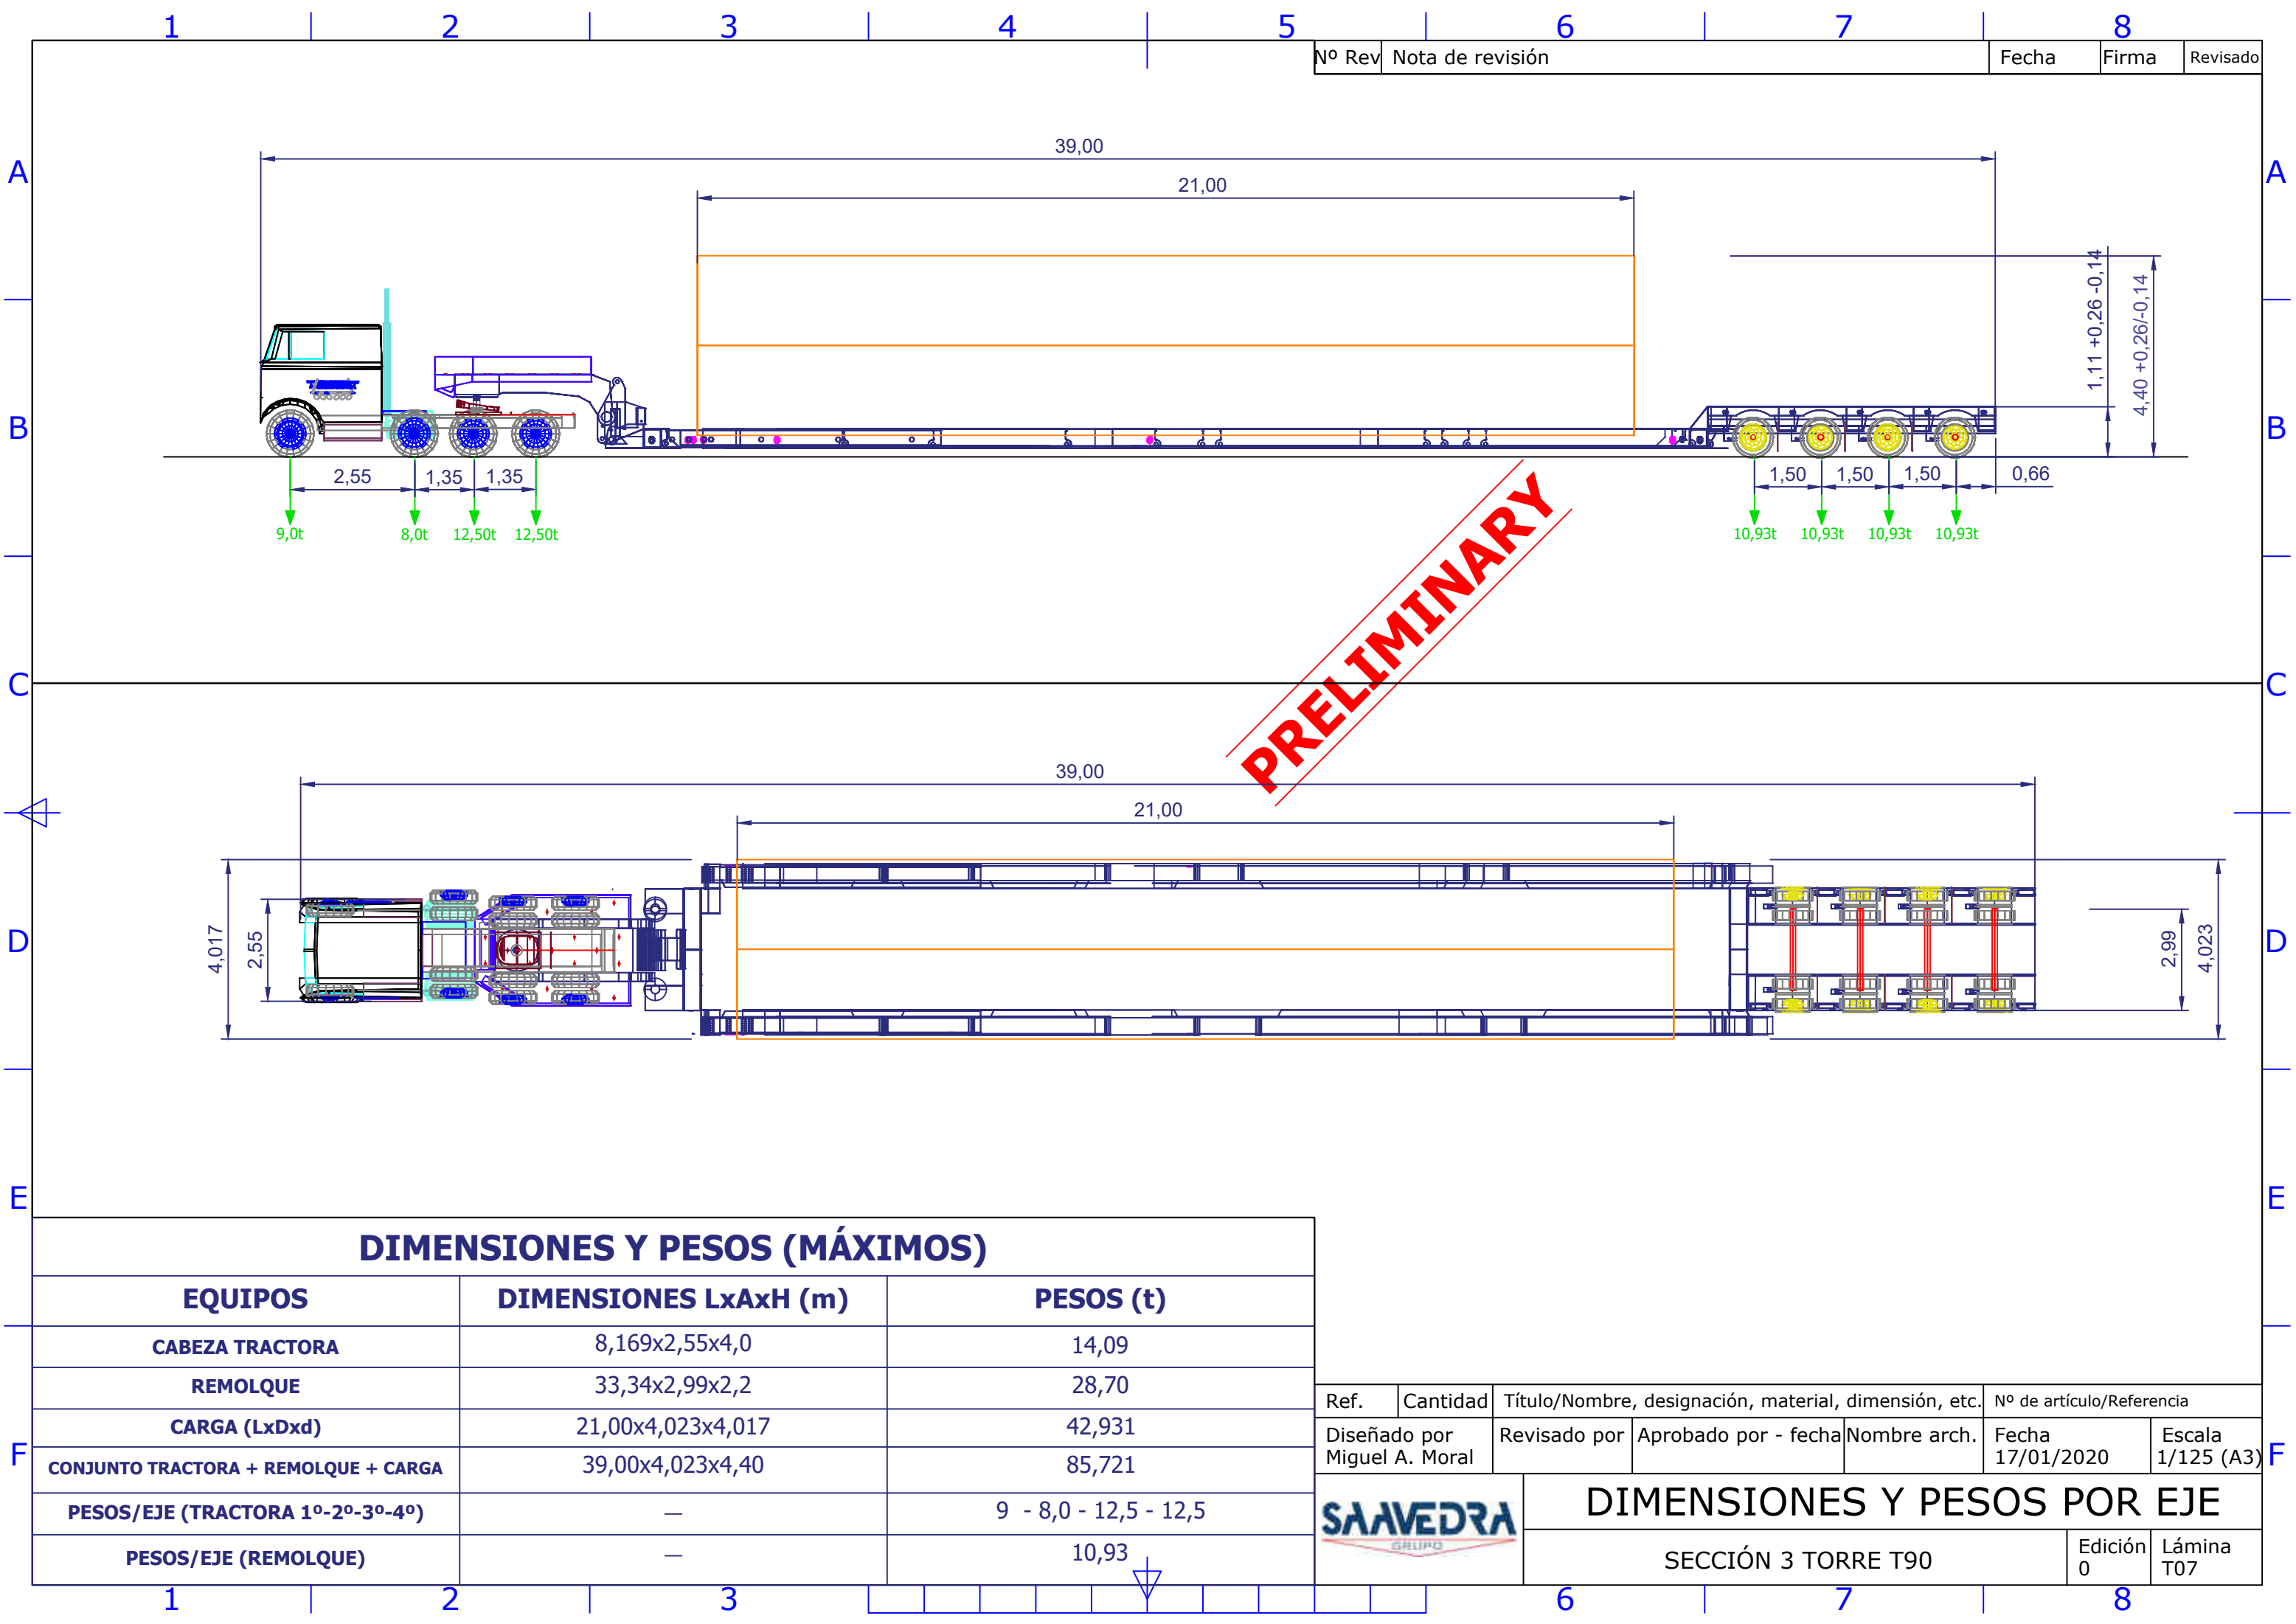 1 2 3 4 5 6 7 8
Nº Rev Nota de revisión Fecha Firma Revisado
39,00
A A
21,00
1,11 +0,26 -0,14
4,40 +0,26/-0,14
B B
2,55 1,35 1,35 1,50 1,50 1,50 0,66
9,0t 8,0t 12,50t 12,50t 10,93t 10,93t 10,93t 10,93t
PRELIMINARY
C C
39,00
21,00
4,017
2,55
2,99
4,023
D D
E E
DIMENSIONES Y PESOS (MÁXIMOS)
EQUIPOS DIMENSIONES LxAxH (m) PESOS (t)
CABEZA TRACTORA 8,169x2,55x4,0 14,09
REMOLQUE 33,34x2,99x2,2 28,70
CARGA (LxDxd) 21,00x4,023x4,017 42,931
CONJUNTO TRACTORA + REMOLQUE + CARGA 39,00x4,023x4,40 85,721
PESOS/EJE (TRACTORA 1º-2º-3º-4º) — 9 - 8,0 - 12,5 - 12,5
PESOS/EJE (REMOLQUE) — 10,93
Ref. Cantidad Título/Nombre, designación, material, dimensión, etc. Nº de artículo/Referencia
Diseñado por Revisado por Aprobado por - fecha Nombre arch. Fecha Escala
Miguel A. Moral 17/01/2020 1/125 (A3)
F F
SAAVEDRA
GRUPO
DIMENSIONES Y PESOS POR EJE
SECCIÓN 3 TORRE T90
Edición Lámina
0 T07
1 2 3 6 7 8